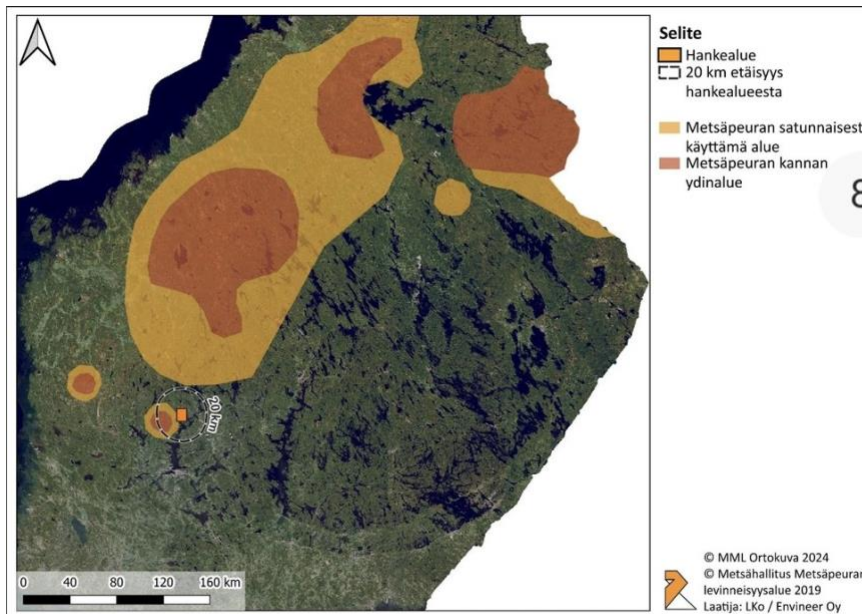 Selite
Hankealue
20 km etäisyys
hankealueesta
Metsäpeuran satunnaisest
käyttämä alue
Metsäpeuran kannan
ydinalue
8
20 km
0 40 80 120 160 km
© MML Ortokuva 2024
© Metsähallitus Metsäpeuran
levinneisyysalue 2019
Laatija: LKo / Envineer Oy